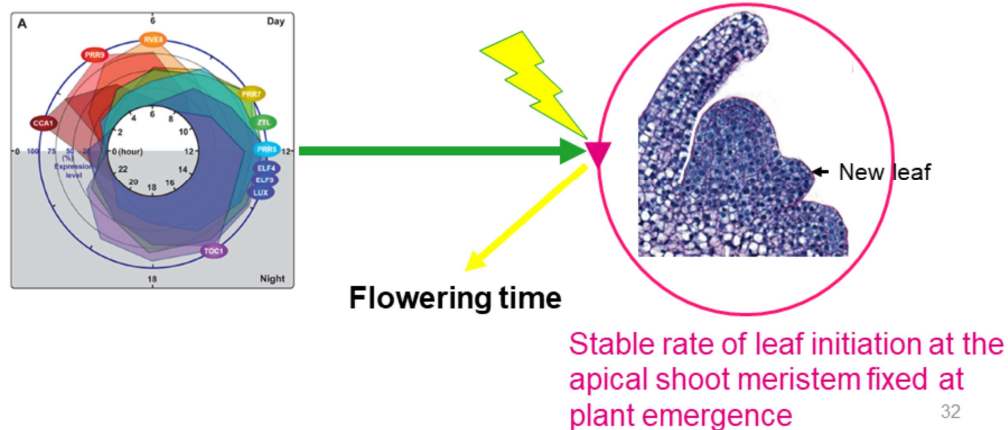 A
6
Day
RVE8
PRR9
PRR7
CCA1
ZTL
6
4
8
2
10
0
100
75
50
25
0 (hour)
12
PRR5
12
(%)
Expression
level
ELF4
22
14
ELF3
20
16
LUX
18
TOC1
18
Night
New leaf
Flowering time
Stable rate of leaf initiation at the
apical shoot meristem fixed at
plant emergence
32